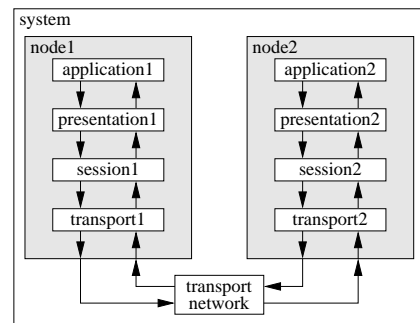 system
node1
node2
application1
application2
presentation1
presentation2
session1
session2
transport1
transport2
transport
network